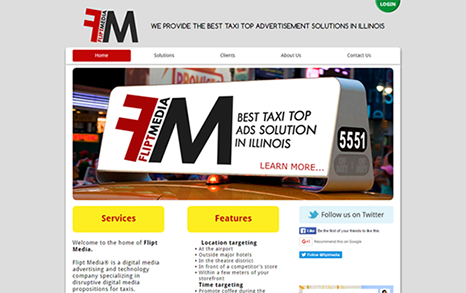 LOGIN
FLIPTMEDIA FM WE PROVIDE THE BEST TAXI TOP ADVERTISEMENT SOLUTIONS IN ILLINOIS
Home Solutions Clients About Us Contact Us
FLIPTMEDIA FM
BEST TAXI TOP
ADS SOLUTION
IN ILLINOIS
5551
OFF DUTY
LEARN MORE...
Services
Welcome to the home of Flipt
Media.
Flipt Media® is a digital media
advertising and technology
company specializing in
disruptive digital media
propositions for taxis.
Features
Location targeting
• At the airport
• Outside major hotels
• In the theatre district
• In front of a competitor's store
• Within a few meters of your
storefront
Time targeting
• Promote coffee during the
Follow us on Twitter
Like Be the first of your friends to like this.
Recommend this on Google
Follow @fliptmedia